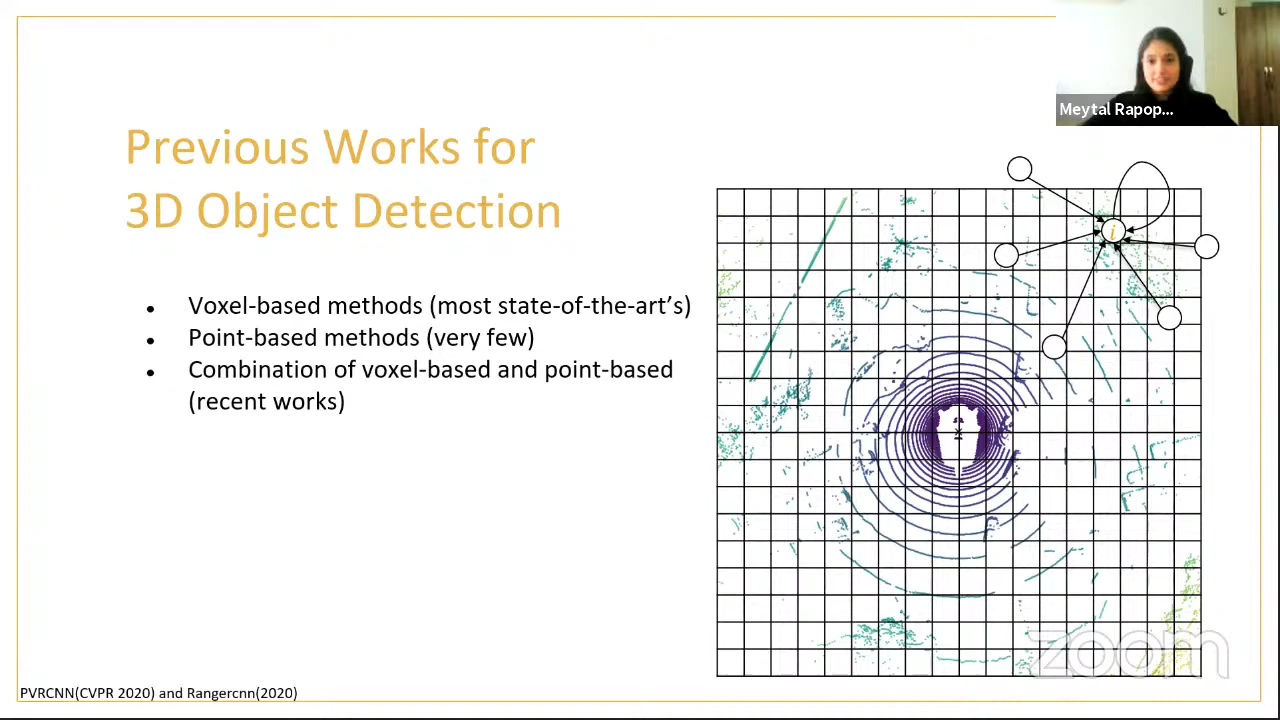 Meytal Rapop...
Previous Works for
3D Object Detection
i
● Voxel-based methods (most state-of-the-art’s)
● Point-based methods (very few)
● Combination of voxel-based and point-based
(recent works)
zoom
PVRCNN(CVPR 2020) and Rangercnn(2020)